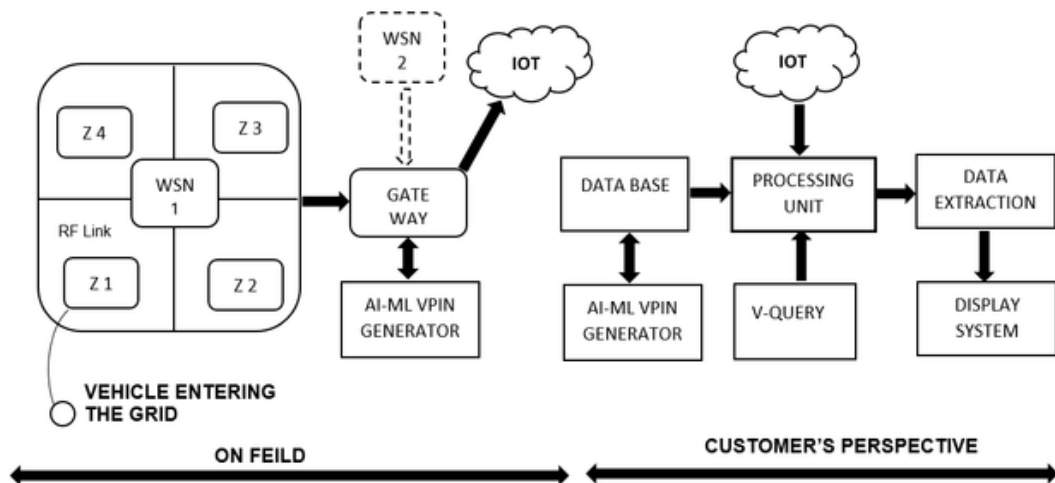 WSN
2
IOT
IOT
Z 4
Z 3
WSN
1
RF Link
Z 1
Z 2
GATE
WAY
AI-ML VPIN
GENERATOR
VEHICLE ENTERING
THE GRID
ON FEILD
DATA BASE
PROCESSING
UNIT
DATA
EXTRACTION
AI-ML VPIN
GENERATOR
V-QUERY
DISPLAY
SYSTEM
CUSTOMER'S PERSPECTIVE